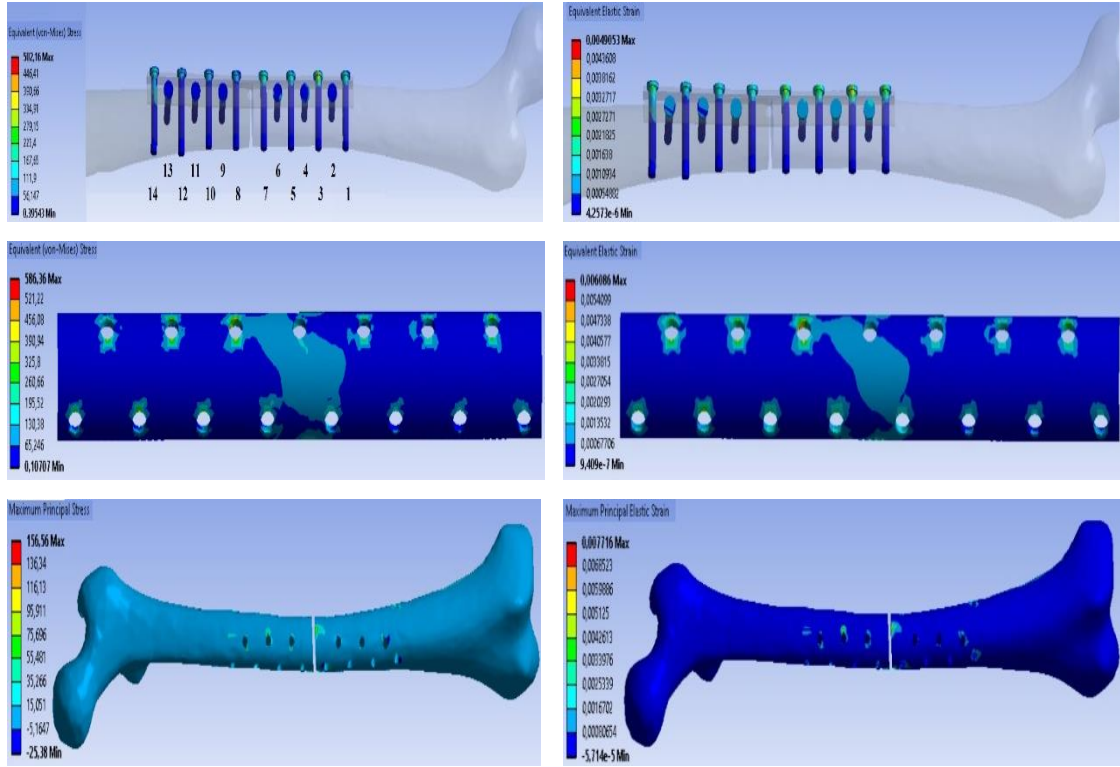 Equivalent (von-Mises) Stress
502,16 Max
446,41
390,66
334,91
279,15
223,4
167,65
111,9
56,147
0,39543 Min
13 11 9 6 4 2
14 12 10 8 7 5 3 1
Equivalent Elastic Strain
0,0049053 Max
0,0043608
0,0038162
0,0032717
0,0027271
0,0021825
0,001638
0,0010934
0,00054882
4,2573e-6 Min
Equivalent (von-Mises) Stress
586,36 Max
521,22
456,08
390,94
325,8
260,66
195,52
130,38
65,246
0,10707 Min
Equivalent Elastic Strain
0,006086 Max
0,0054099
0,0047338
0,0040577
0,0033815
0,0027054
0,0020293
0,0013532
0,00067706
9,409e-7 Min
Maximum Principal Stress
156,56 Max
136,34
116,13
95,911
75,696
55,481
35,266
15,051
-5,1647
-25,38 Min
Maximum Principal Elastic Strain
0,007716 Max
0,0068523
0,0059886
0,005125
0,0042613
0,0033976
0,0025339
0,0016702
0,00080654
-5,714e-5 Min